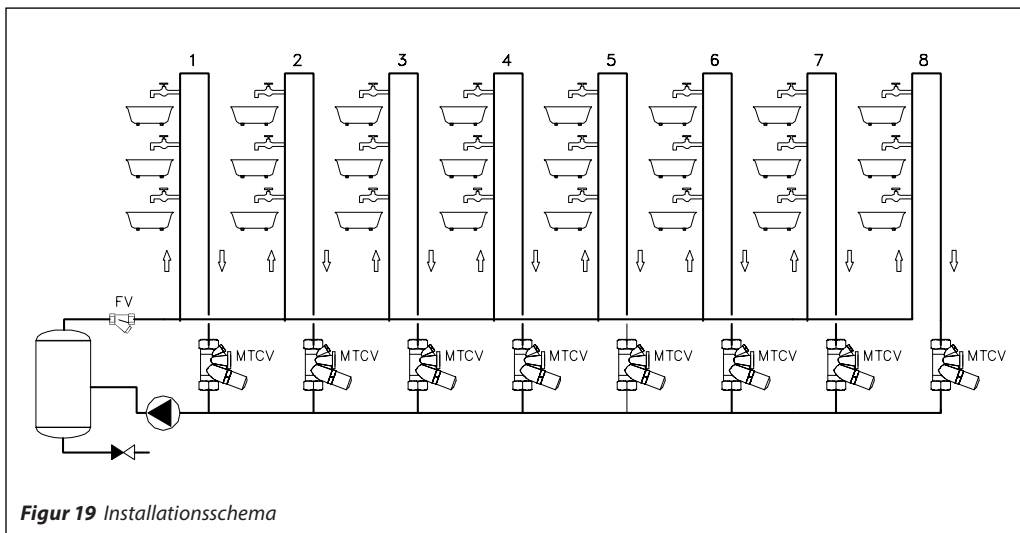 1 2 3 4 5 6 7 8
FV
MTCV MTCV MTCV MTCV MTCV MTCV MTCV MTCV
Figur 19 Installationsschema